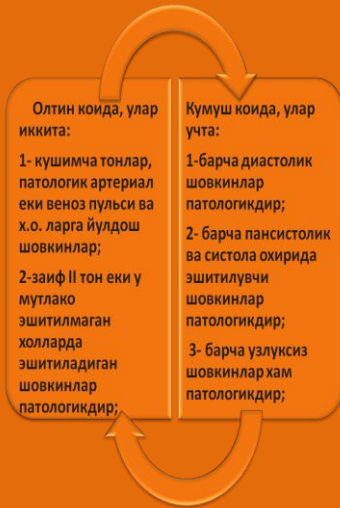 Олтин коида, улар
иккита:
1- кушимча тонлар,
патологик артериал
еки веноз пульси ва
х.о. ларга йулдош
шовкинлар;
2-заиф II тон еки у
мутлако
эшитилмаган
холларда
эшитиладиган
шовкинлар
патологикдир;
Кумуш коида, улар
учта:
1-барча диастолик
шовкинлар
патологикдир;
2- барча пансистолик
ва систола охирида
эшитилувчи
шовкинлар
патологикдир;
3- барча узлуксиз
шовкинлар хам
патологикдир;